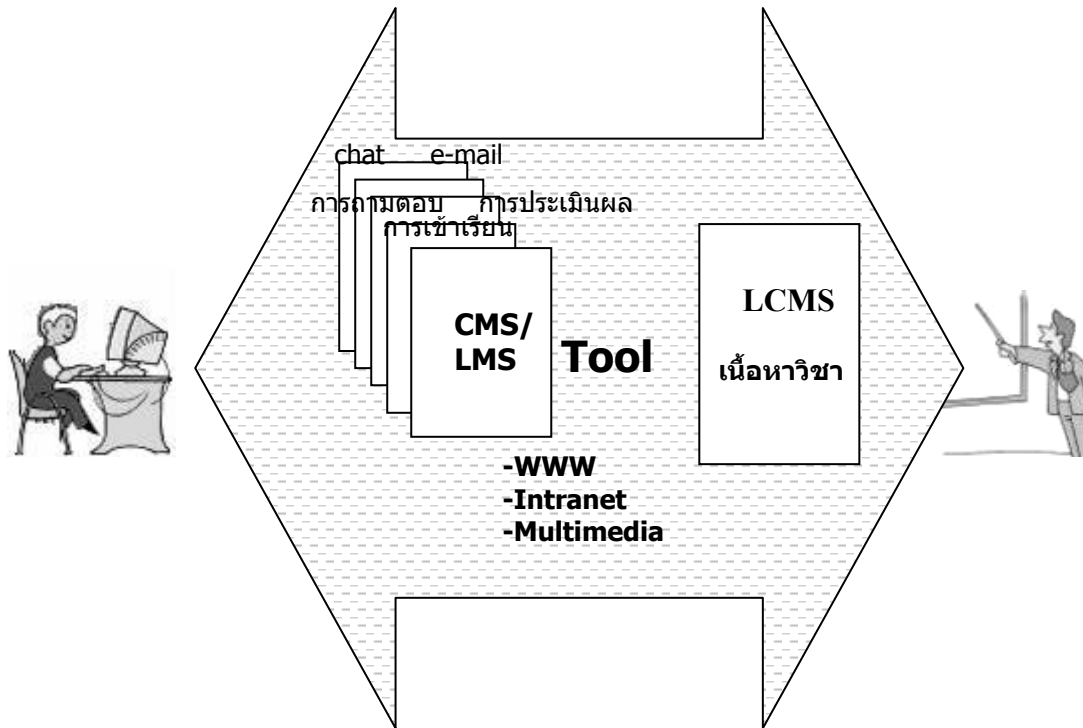 chat e-mail
การถามตอบ การประเมินผล
การเข้าเรียน
CMS/
LMS
Tool
LCMS
เนื้อหาวิชา
-WWW
-Intranet
-Multimedia